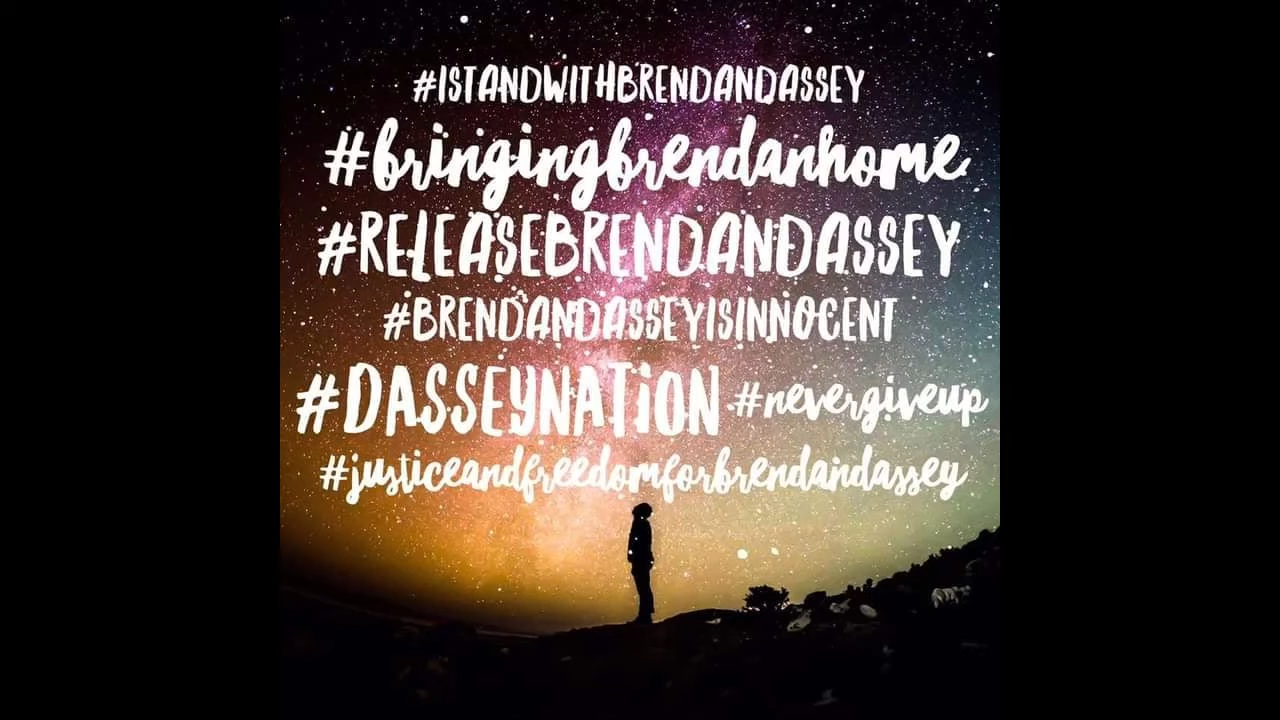 #ISTANDWITHBRENDANDASSEY
#bringingbrendanhome
#RELEASEBRENDANDASSEY
#BRENDANDASSEYISINNOCENT
#DASSEYNATiON #nevergiveup
#justiceandfreedomforbrendandassey